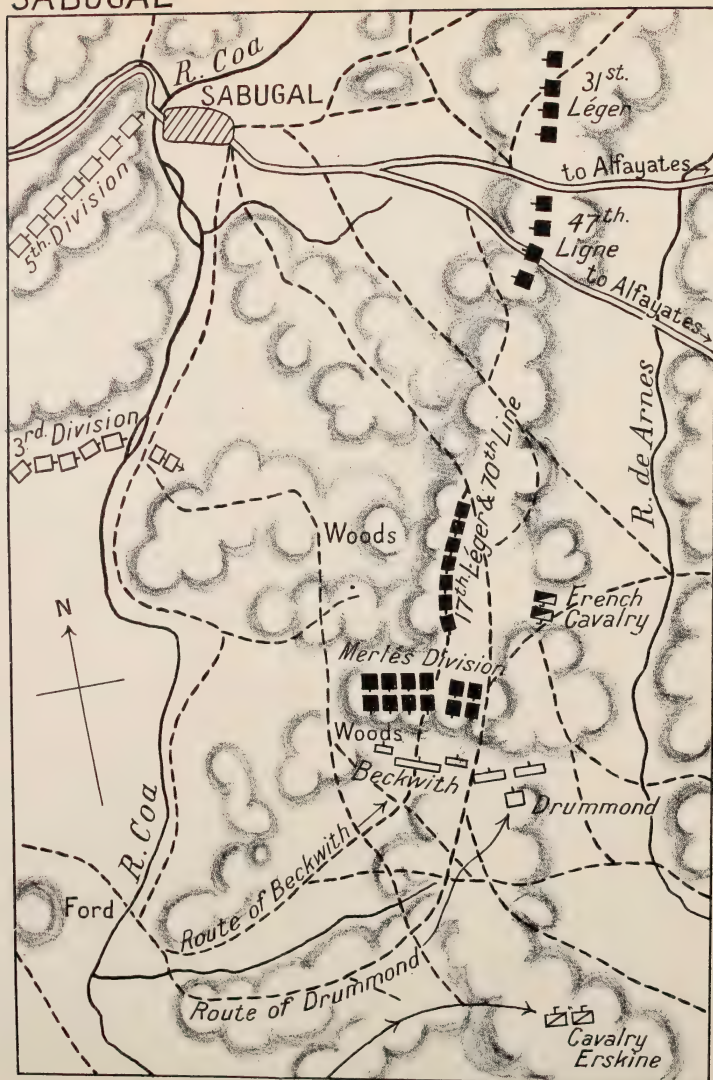 SABUGAL
R. Coa
SABUGAL
31st.
Léger
to Alfayates
5th. Division
47th.
Ligne
to Alfayates
R. de Arnes
3rd. Division
17th Léger & 70th Line
Woods
N
French
Cavalry
Merlés Division
Woods
Beckwith
Drummond
R. Coa
Route of Beckwith
Ford
Route of Drummond
Cavalry
Erskine